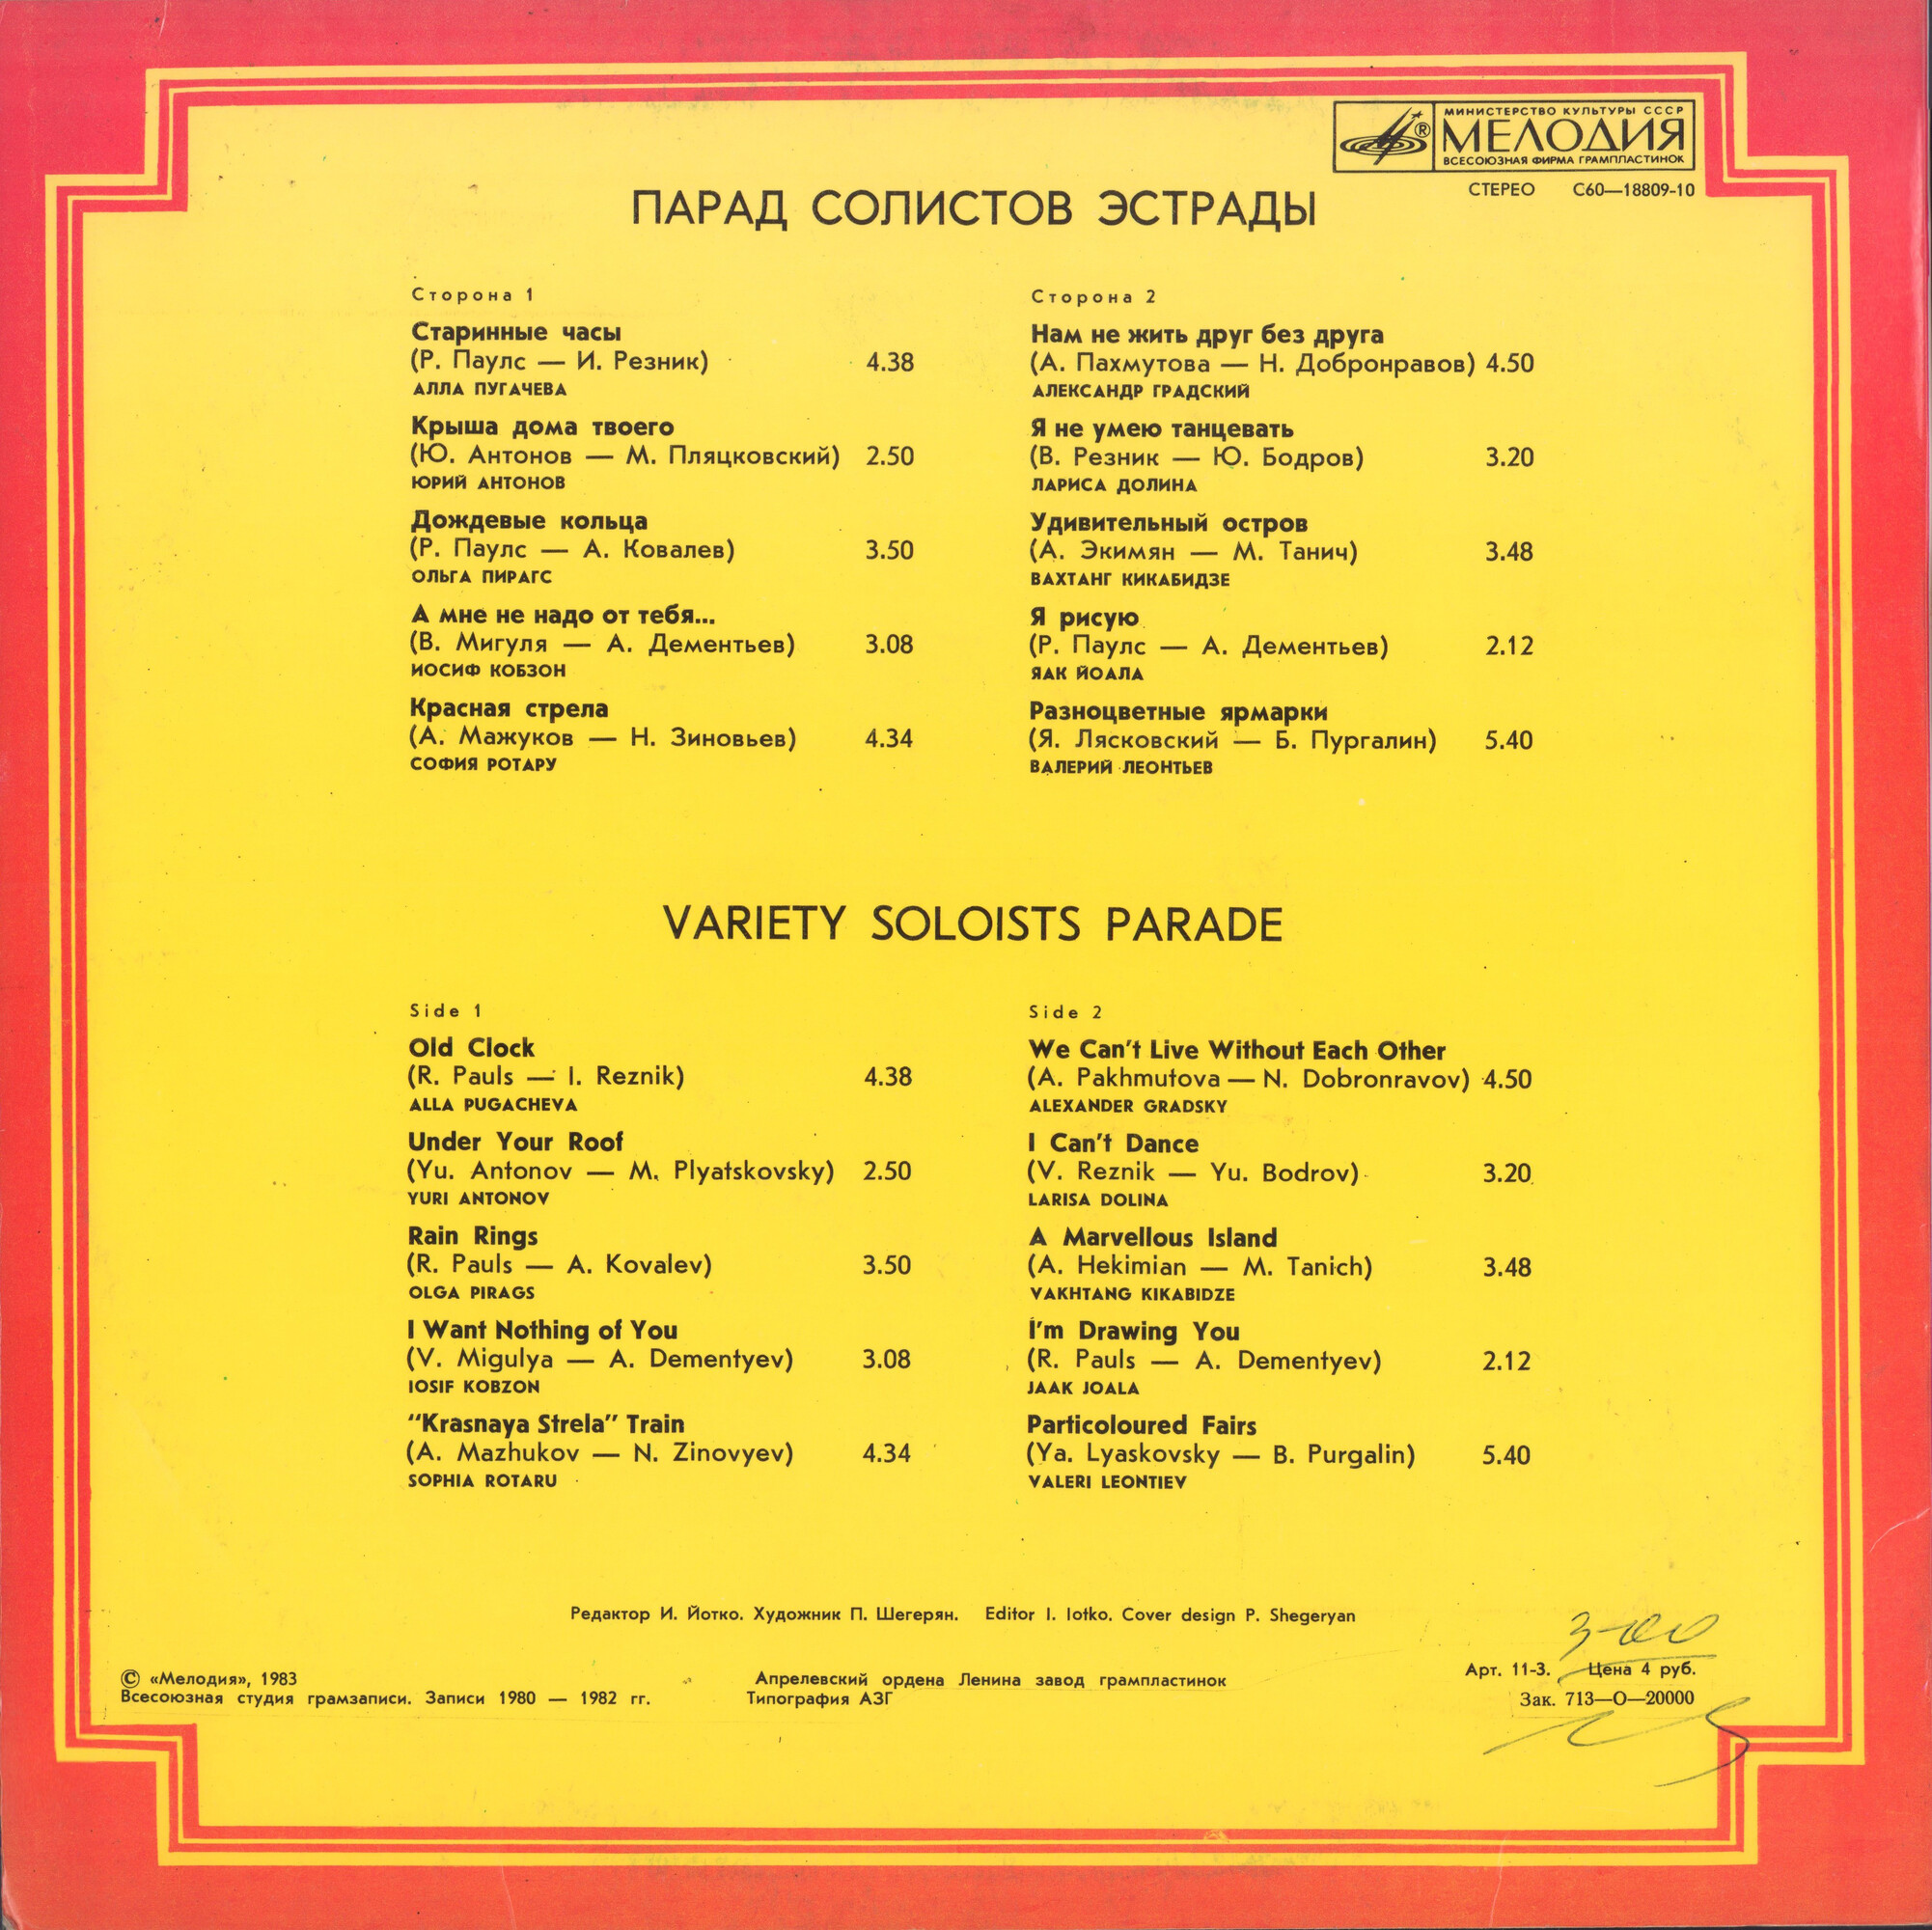 МИНИСТЕРСТВО КУЛЬТУРЫ СССР
МЕЛОДИЯ
®
ВСЕСОЮЗНАЯ ФИРМА ГРАМПЛАСТИНОК
СТЕРЕО С60—18809-10
ПАРАД СОЛИСТОВ ЭСТРАДЫ
Сторона 1
Старинные часы
(Р. Паулс — И. Резник) 4.38
АЛЛА ПУГАЧЕВА
Крыша дома твоего
(Ю. Антонов — М. Пляцковский) 2.50
ЮРИЙ АНТОНОВ
Дождевые кольца
(Р. Паулс — А. Ковалев) 3.50
ОЛЬГА ПИРАГС
А мне не надо от тебя...
(В. Мигуля — А. Дементьев) 3.08
ИОСИФ КОБЗОН
Красная стрела
(А. Мажуков — Н. Зиновьев) 4.34
СОФИЯ РОТАРУ
Сторона 2
Нам не жить друг без друга
(А. Пахмутова — Н. Добронравов) 4.50
АЛЕКСАНДР ГРАДСКИЙ
Я не умею танцевать
(В. Резник — Ю. Бодров) 3.20
ЛАРИСА ДОЛИНА
Удивительный остров
(А. Экимян — М. Танич) 3.48
ВАХТАНГ КИКАБИДЗЕ
Я рисую
(Р. Паулс — А. Дементьев) 2.12
ЯАК ЙОАЛА
Разноцветные ярмарки
(Я. Лясковский — Б. Пургалин) 5.40
ВАЛЕРИЙ ЛЕОНТЬЕВ
VARIETY SOLOISTS PARADE
Side 1
Old Clock
(R. Pauls — I. Reznik) 4.38
ALLA PUGACHEVA
Under Your Roof
(Yu. Antonov — M. Plyatskovsky) 2.50
YURI ANTONOV
Rain Rings
(R. Pauls — A. Kovalev) 3.50
OLGA PIRAGS
I Want Nothing of You
(V. Migulya — A. Dementyev) 3.08
IOSIF KOBZON
“Krasnaya Strela” Train
(A. Mazhukov — N. Zinovyev) 4.34
SOPHIA ROTARU
Side 2
We Can't Live Without Each Other
(A. Pakhmutova — N. Dobronravov) 4.50
ALEXANDER GRADSKY
I Can't Dance
(V. Reznik — Yu. Bodrov) 3.20
LARISA DOLINA
A Marvellous Island
(A. Hekimian — M. Tanich) 3.48
VAKHTANG KIKABIDZE
I'm Drawing You
(R. Pauls — A. Dementyev) 2.12
JAAK JOALA
Particoloured Fairs
(Ya. Lyaskovsky — B. Purgalin) 5.40
VALERI LEONTIEV
Редактор И. Йотко. Художник П. Шегерян. Editor I. Iotko. Cover design P. Shegeryan
3-00
© «Мелодия», 1983
Всесоюзная студия грамзаписи. Записи 1980 — 1982 гг.
Апрелевский ордена Ленина завод грампластинок
Типография АЗГ
Арт. 11-3. Цена 4 руб.
Зак. 713—О—20000